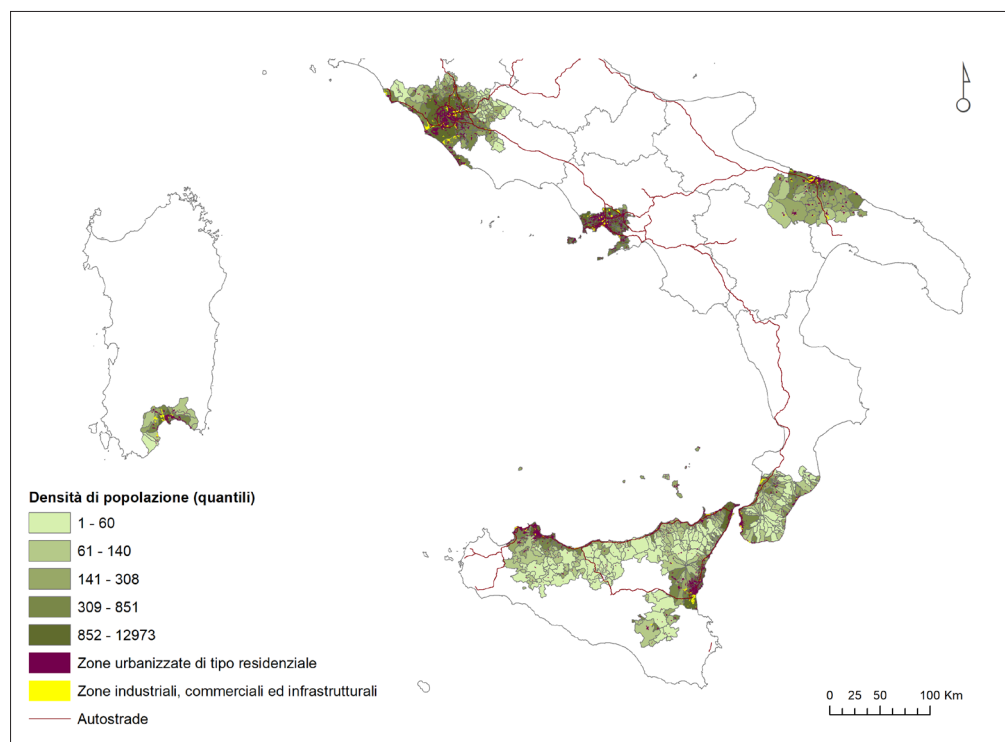 Densità di popolazione (quantili)
1 - 60
61 - 140
141 - 308
309 - 851
852 - 12973
Zone urbanizzate di tipo residenziale
Zone industriali, commerciali ed infrastrutturali
Autostrade
0 25 50 100 Km